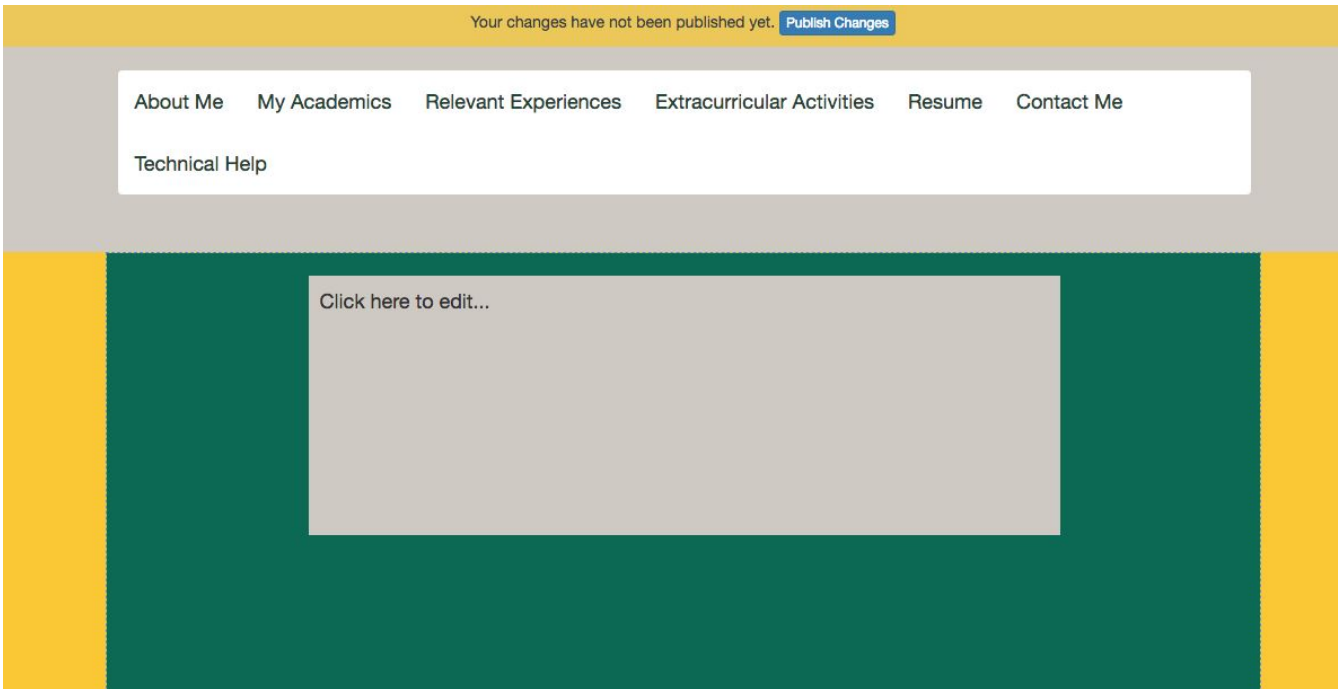 Your changes have not been published yet. Publish Changes
About Me My Academics Relevant Experiences Extracurricular Activities Resume Contact Me
Technical Help
Click here to edit...